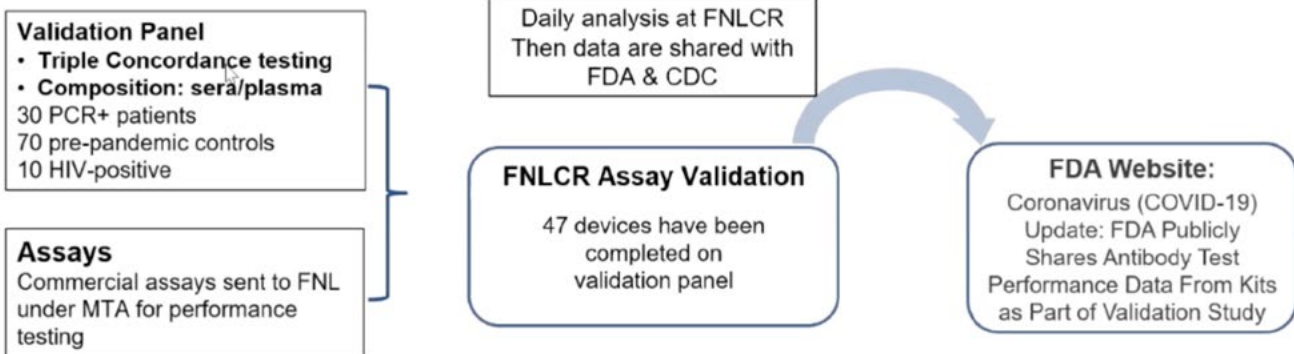 Validation Panel
• Triple Concordance testing
• Composition: sera/plasma
30 PCR+ patients
70 pre-pandemic controls
10 HIV-positive
Assays
Commercial assays sent to FNL
under MTA for performance
testing
Daily analysis at FNLCR
Then data are shared with
FDA & CDC
FNLCR Assay Validation
47 devices have been
completed on
validation panel
FDA Website:
Coronavirus (COVID-19)
Update: FDA Publicly
Shares Antibody Test
Performance Data From Kits
as Part of Validation Study